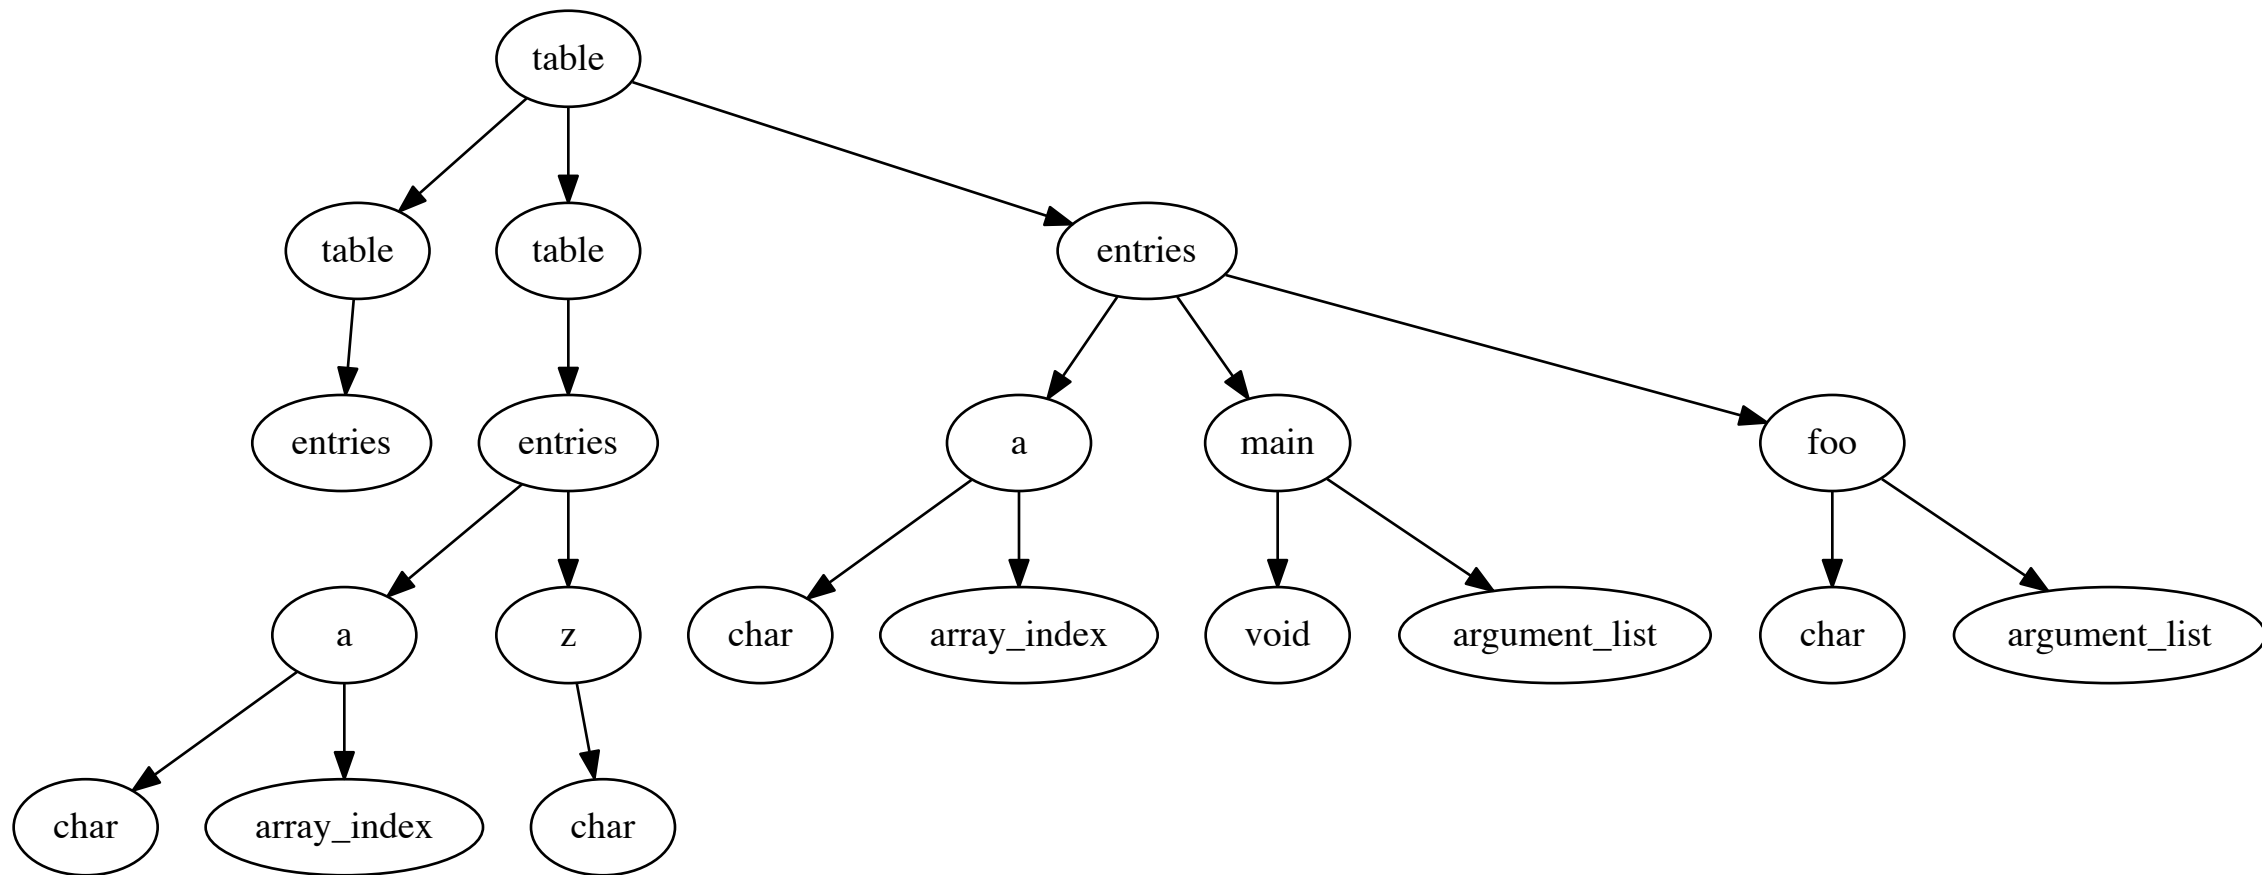 table
table
table
entries
entries
entries
a
main
foo
a
z
char
array_index
void
argument_list
char
argument_list
char
array_index
char